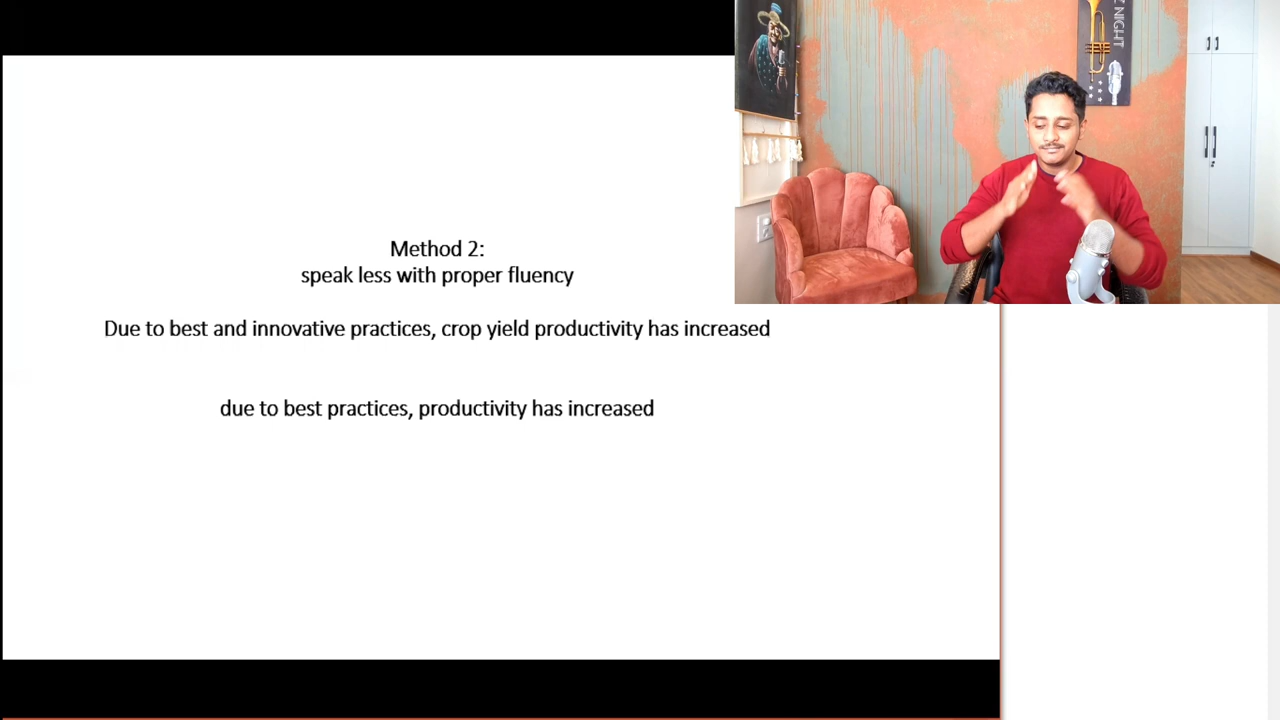 Method 2:
speak less with proper fluency
Due to best and innovative practices, crop yield productivity has increased
due to best practices, productivity has increased
NIGHT